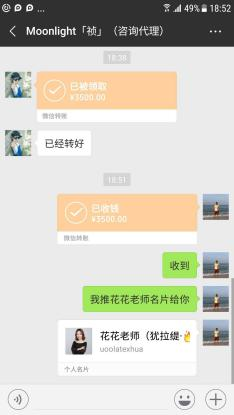 49% 18:52
Moonlight「祯」（咨询代理）
18:38
已被领取
¥3500.00
微信转账
已经转好
18:51
已收钱
¥3500.00
微信转账
收到
我推花花老师名片给你
花花老师（犹拉缇
uoolatexhua
个人名片